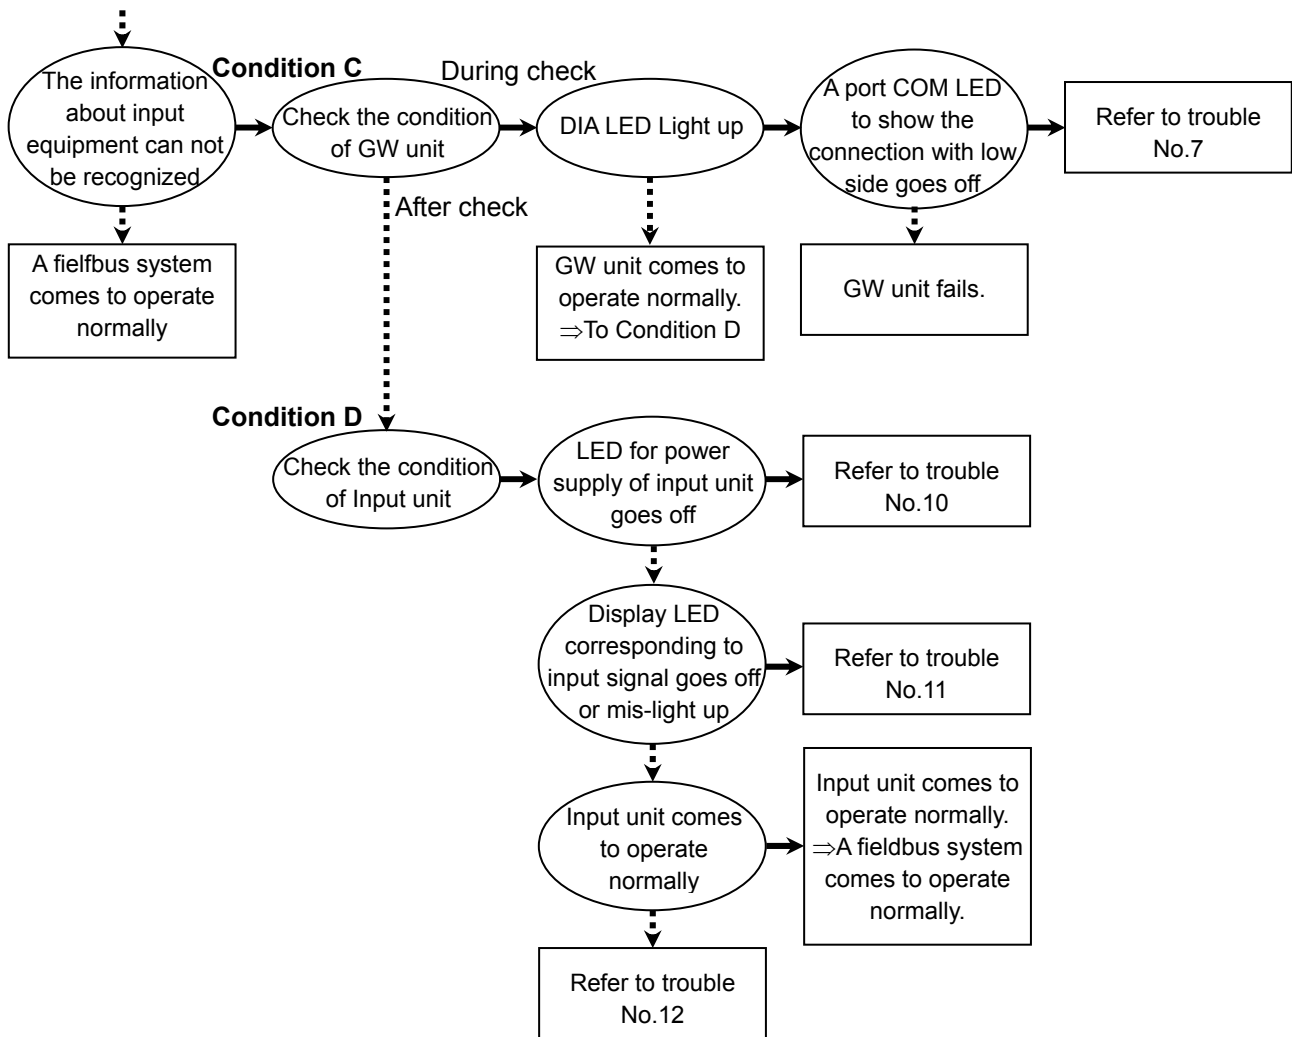 The information
about input
equipment can not
be recognized
Condition C
Check the condition
of GW unit
During check
DIA LED Light up
A port COM LED
to show the
connection with low
side goes off
Refer to trouble
No.7
After check
A fielfbus system
comes to operate
normally
GW unit comes to
operate normally.
⇒To Condition D
GW unit fails.
Condition D
Check the condition
of Input unit
LED for power
supply of input unit
goes off
Refer to trouble
No.10
Display LED
corresponding to
input signal goes off
or mis-light up
Refer to trouble
No.11
Input unit comes
to operate
normally
Input unit comes to
operate normally.
⇒A fieldbus system
comes to operate
normally.
Refer to trouble
No.12